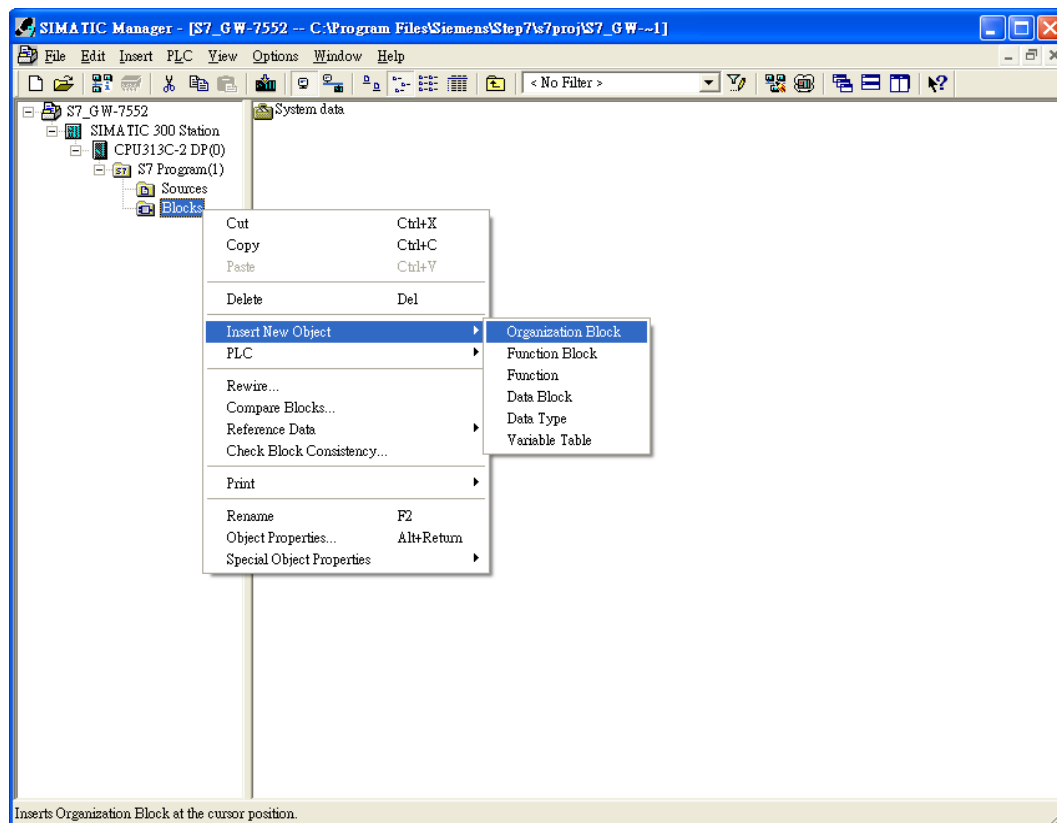 SIMATIC Manager - [S7_GW-7552 -- C:\Program Files\Siemens\Step7\s7proj\S7_GW-~1]
File Edit Insert PLC View Options Window Help
< No Filter >
S7_GW-7552
SIMATIC 300 Station
CPU313C-2 DP(0)
S7 Program(1)
Sources
Blocks
System data
Cut Ctrl+X
Copy Ctrl+C
Paste Ctrl+V
Delete Del
Insert New Object
PLC
Rewire...
Compare Blocks...
Reference Data
Check Block Consistency...
Print
Rename F2
Object Properties... Alt+Return
Special Object Properties
Organization Block
Function Block
Function
Data Block
Data Type
Variable Table
Inserts Organization Block at the cursor position.